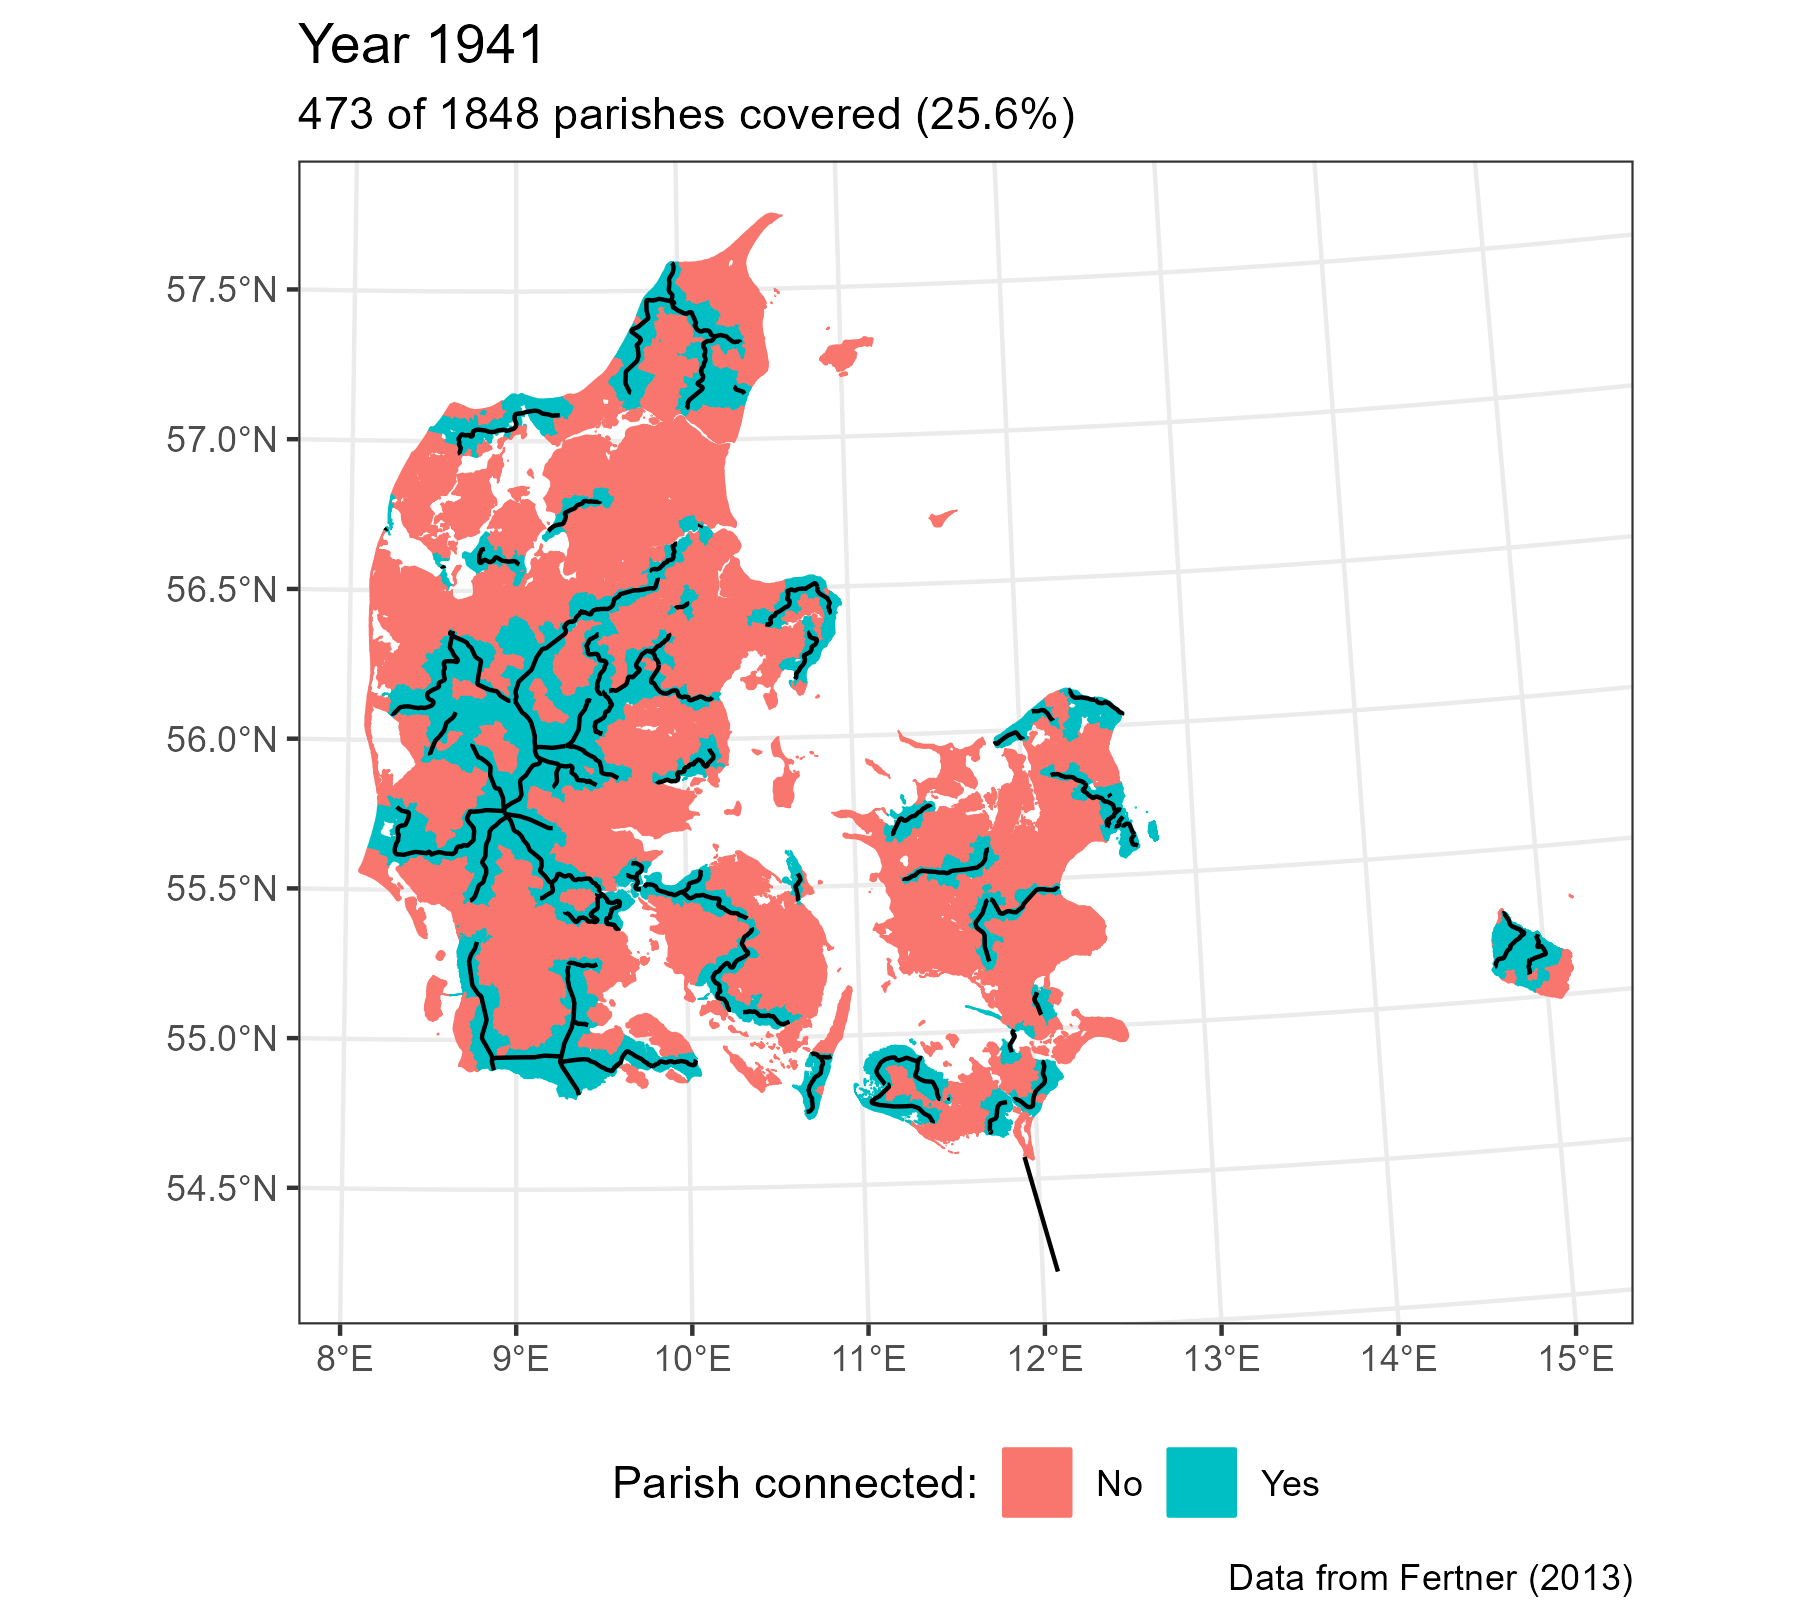 Year 1941
473 of 1848 parishes covered (25.6%)
57.5°N
57.0°N
56.5°N
56.0°N
55.5°N
55.0°N
54.5°N
8°E 9°E 10°E 11°E 12°E 13°E 14°E 15°E
Parish connected: No Yes
Data from Fertner (2013)